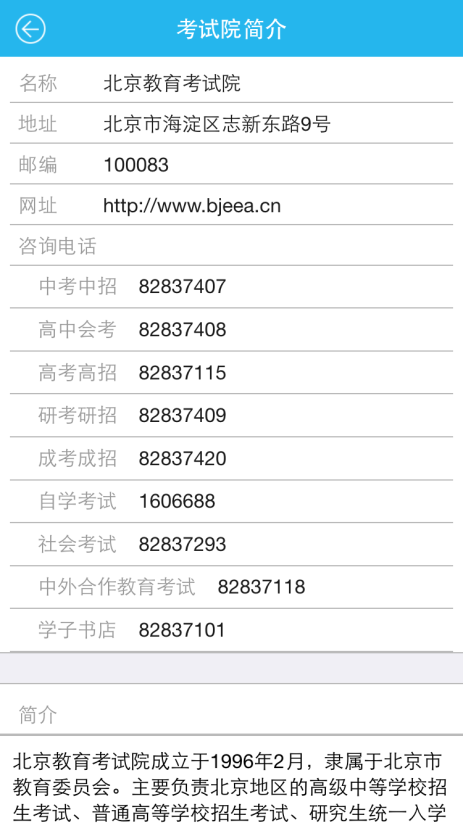 考试院简介
名称 北京教育考试院
地址 北京市海淀区志新东路9号
邮编 100083
网址 http://www.bjeea.cn
咨询电话
中考中招 82837407
高中会考 82837408
高考高招 82837115
研考研招 82837409
成考成招 82837420
自学考试 1606688
社会考试 82837293
中外合作教育考试 82837118
学子书店 82837101
简介
北京教育考试院成立于1996年2月，隶属于北京市
教育委员会。主要负责北京地区的高级中等学校招
生考试、普通高等学校招生考试、研究生统一入学